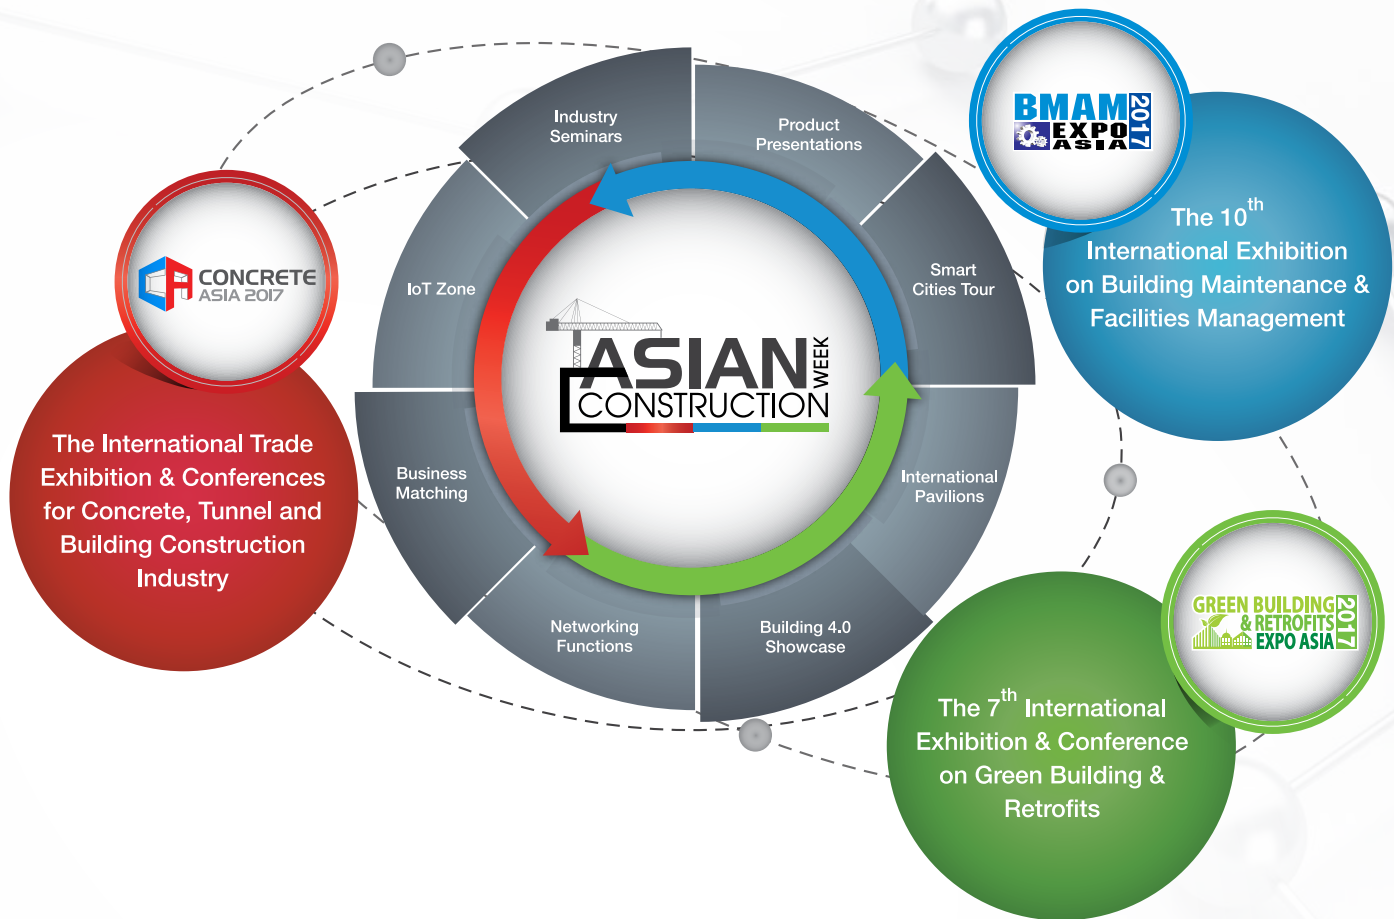 Industry
Seminars
Product
Presentations
BMAM
EXPO
ASIA
2017
The 10th
International Exhibition
on Building Maintenance &
Facilities Management
IoT Zone
Smart
Cities Tour
CONCRETE
ASIA 2017
ASIAN
WEEK
CONSTRUCTION
The International Trade
Exhibition & Conferences
for Concrete, Tunnel and
Building Construction
Industry
Business
Matching
International
Pavilions
Networking
Functions
Building 4.0
Showcase
GREEN BUILDING
& RETROFITS
EXPO ASIA
2017
The 7th International
Exhibition & Conference
on Green Building &
Retrofits